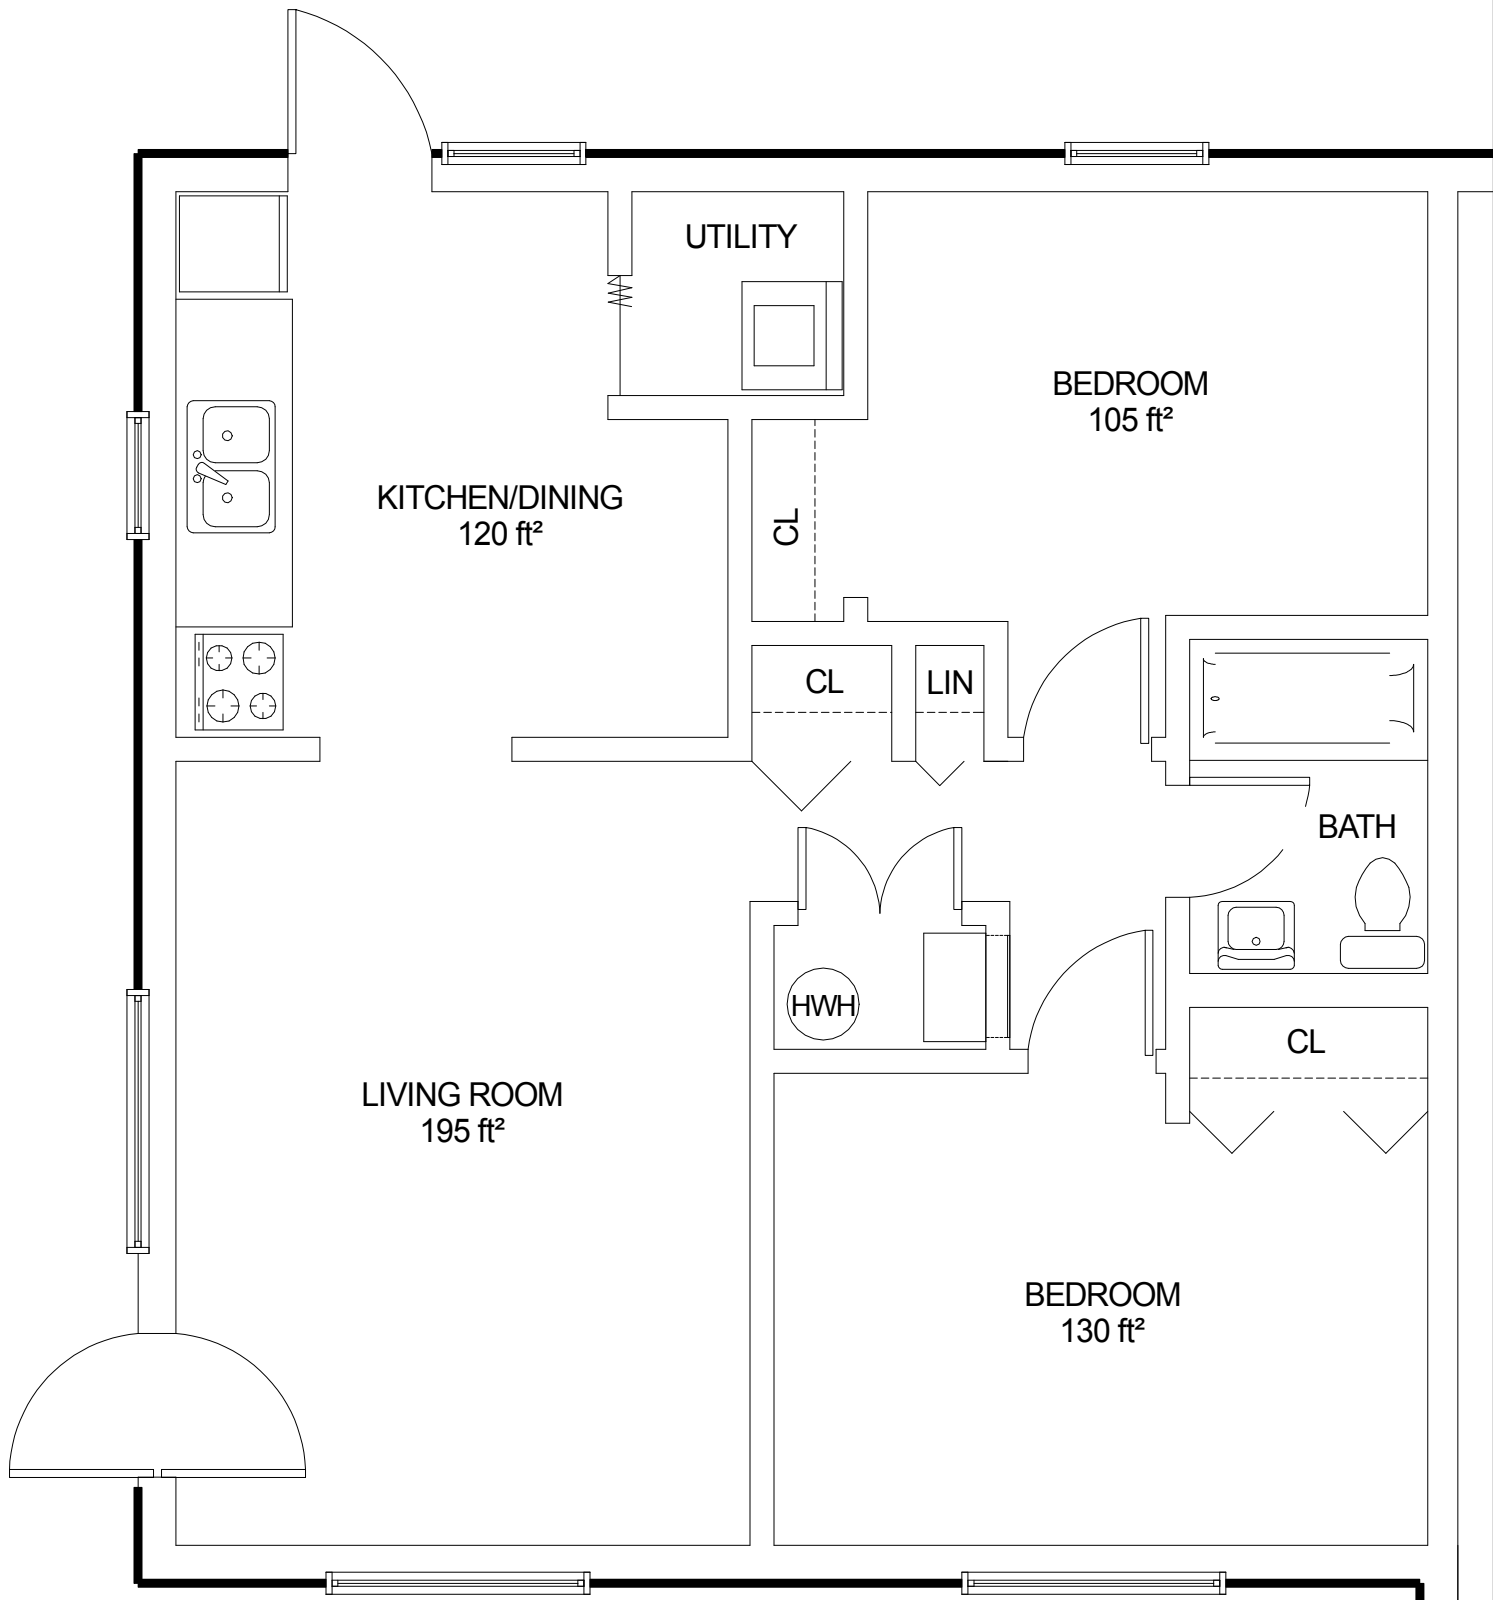 UTILITY
BEDROOM
105 ft²
KITCHEN/DINING
120 ft²
CL
CL
LIN
BATH
HWH
CL
LIVING ROOM
195 ft²
BEDROOM
130 ft²